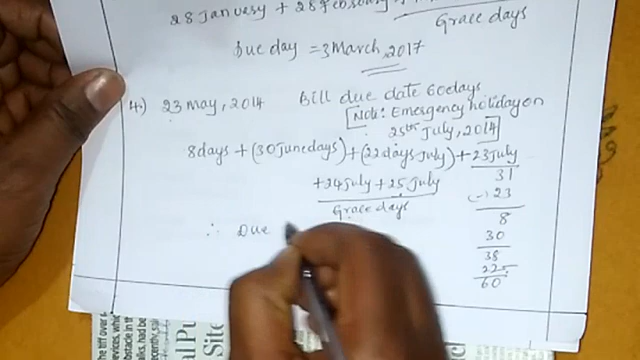 28 January + 28 February
Grace days
Due day = 3 March, 2017
4.) 23 may, 2014 Bill due date 60 days
Note: Emergency holiday on
25th July, 2014
8 days + (30 June days) + (22 days July) + 23 July
+ 24 July + 25 July
Grace days
31
(-) 23
8
30
38
22
60
∴ Due
Site